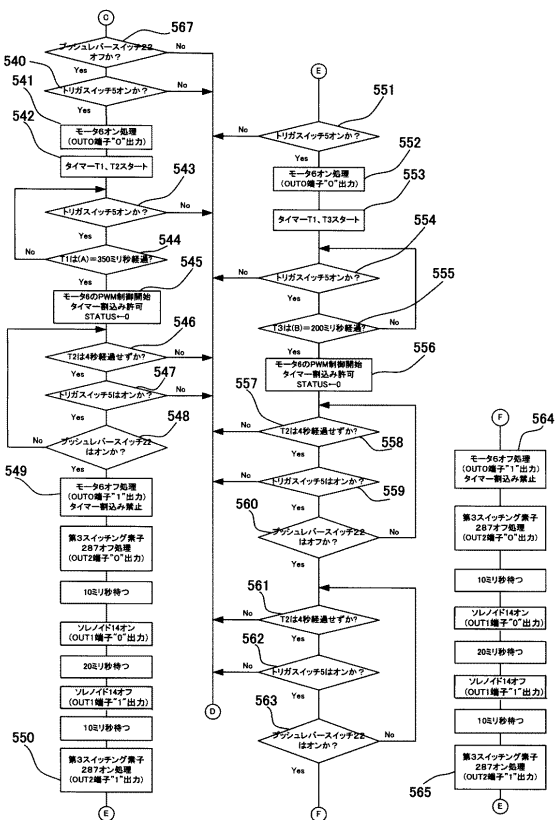 C
567
プッシュレバースイッチ22
オフか？
No
Yes
540
トリガスイッチ5オンか？
No
Yes
541
モータ6オン処理
(OUT0端子"0"出力)
542
タイマーT1、T2スタート
543
トリガスイッチ5オンか？
No
Yes
544
T1は(A)=350ミリ秒経過?
No
Yes
545
モータ6のPWM制御開始
タイマー割込み許可
STATUS←0
546
T2は4秒経過せずか?
No
Yes
547
トリガスイッチ5はオンか？
No
Yes
548
プッシュレバースイッチ22
はオンか？
No
Yes
549
モータ6オフ処理
(OUT0端子"1"出力)
タイマー割込み禁止
第3スイッチング素子
287オフ処理
(OUT2端子"0"出力)
10ミリ秒待つ
ソレノイド14オン
(OUT1端子"0"出力)
20ミリ秒待つ
ソレノイド14オフ
(OUT1端子"1"出力)
10ミリ秒待つ
550
第3スイッチング素子
287オン処理
(OUT2端子"1"出力)
E
D
E
551
トリガスイッチ5オンか？
No
Yes
552
モータ6オン処理
(OUT0端子"0"出力)
553
タイマーT1、T3スタート
554
トリガスイッチ5オンか？
No
Yes
555
T3は(B)=200ミリ秒経過?
No
Yes
556
モータ6のPWM制御開始
タイマー割込み許可
STATUS←0
557
T2は4秒経過せずか?
No
558
Yes
トリガスイッチ5はオンか？
No
559
Yes
560
プッシュレバースイッチ22
はオフか？
No
Yes
561
T2は4秒経過せずか?
No
Yes
562
トリガスイッチ5はオンか？
No
Yes
563
プッシュレバースイッチ22
はオンか？
No
Yes
F
F
564
モータ6オフ処理
(OUT0端子"1"出力)
タイマー割込み禁止
第3スイッチング素子
287オフ処理
(OUT2端子"0"出力)
10ミリ秒待つ
ソレノイド14オン
(OUT1端子"0"出力)
20ミリ秒待つ
ソレノイド14オフ
(OUT1端子"1"出力)
10ミリ秒待つ
第3スイッチング素子
287オン処理
(OUT2端子"1"出力)
565
E